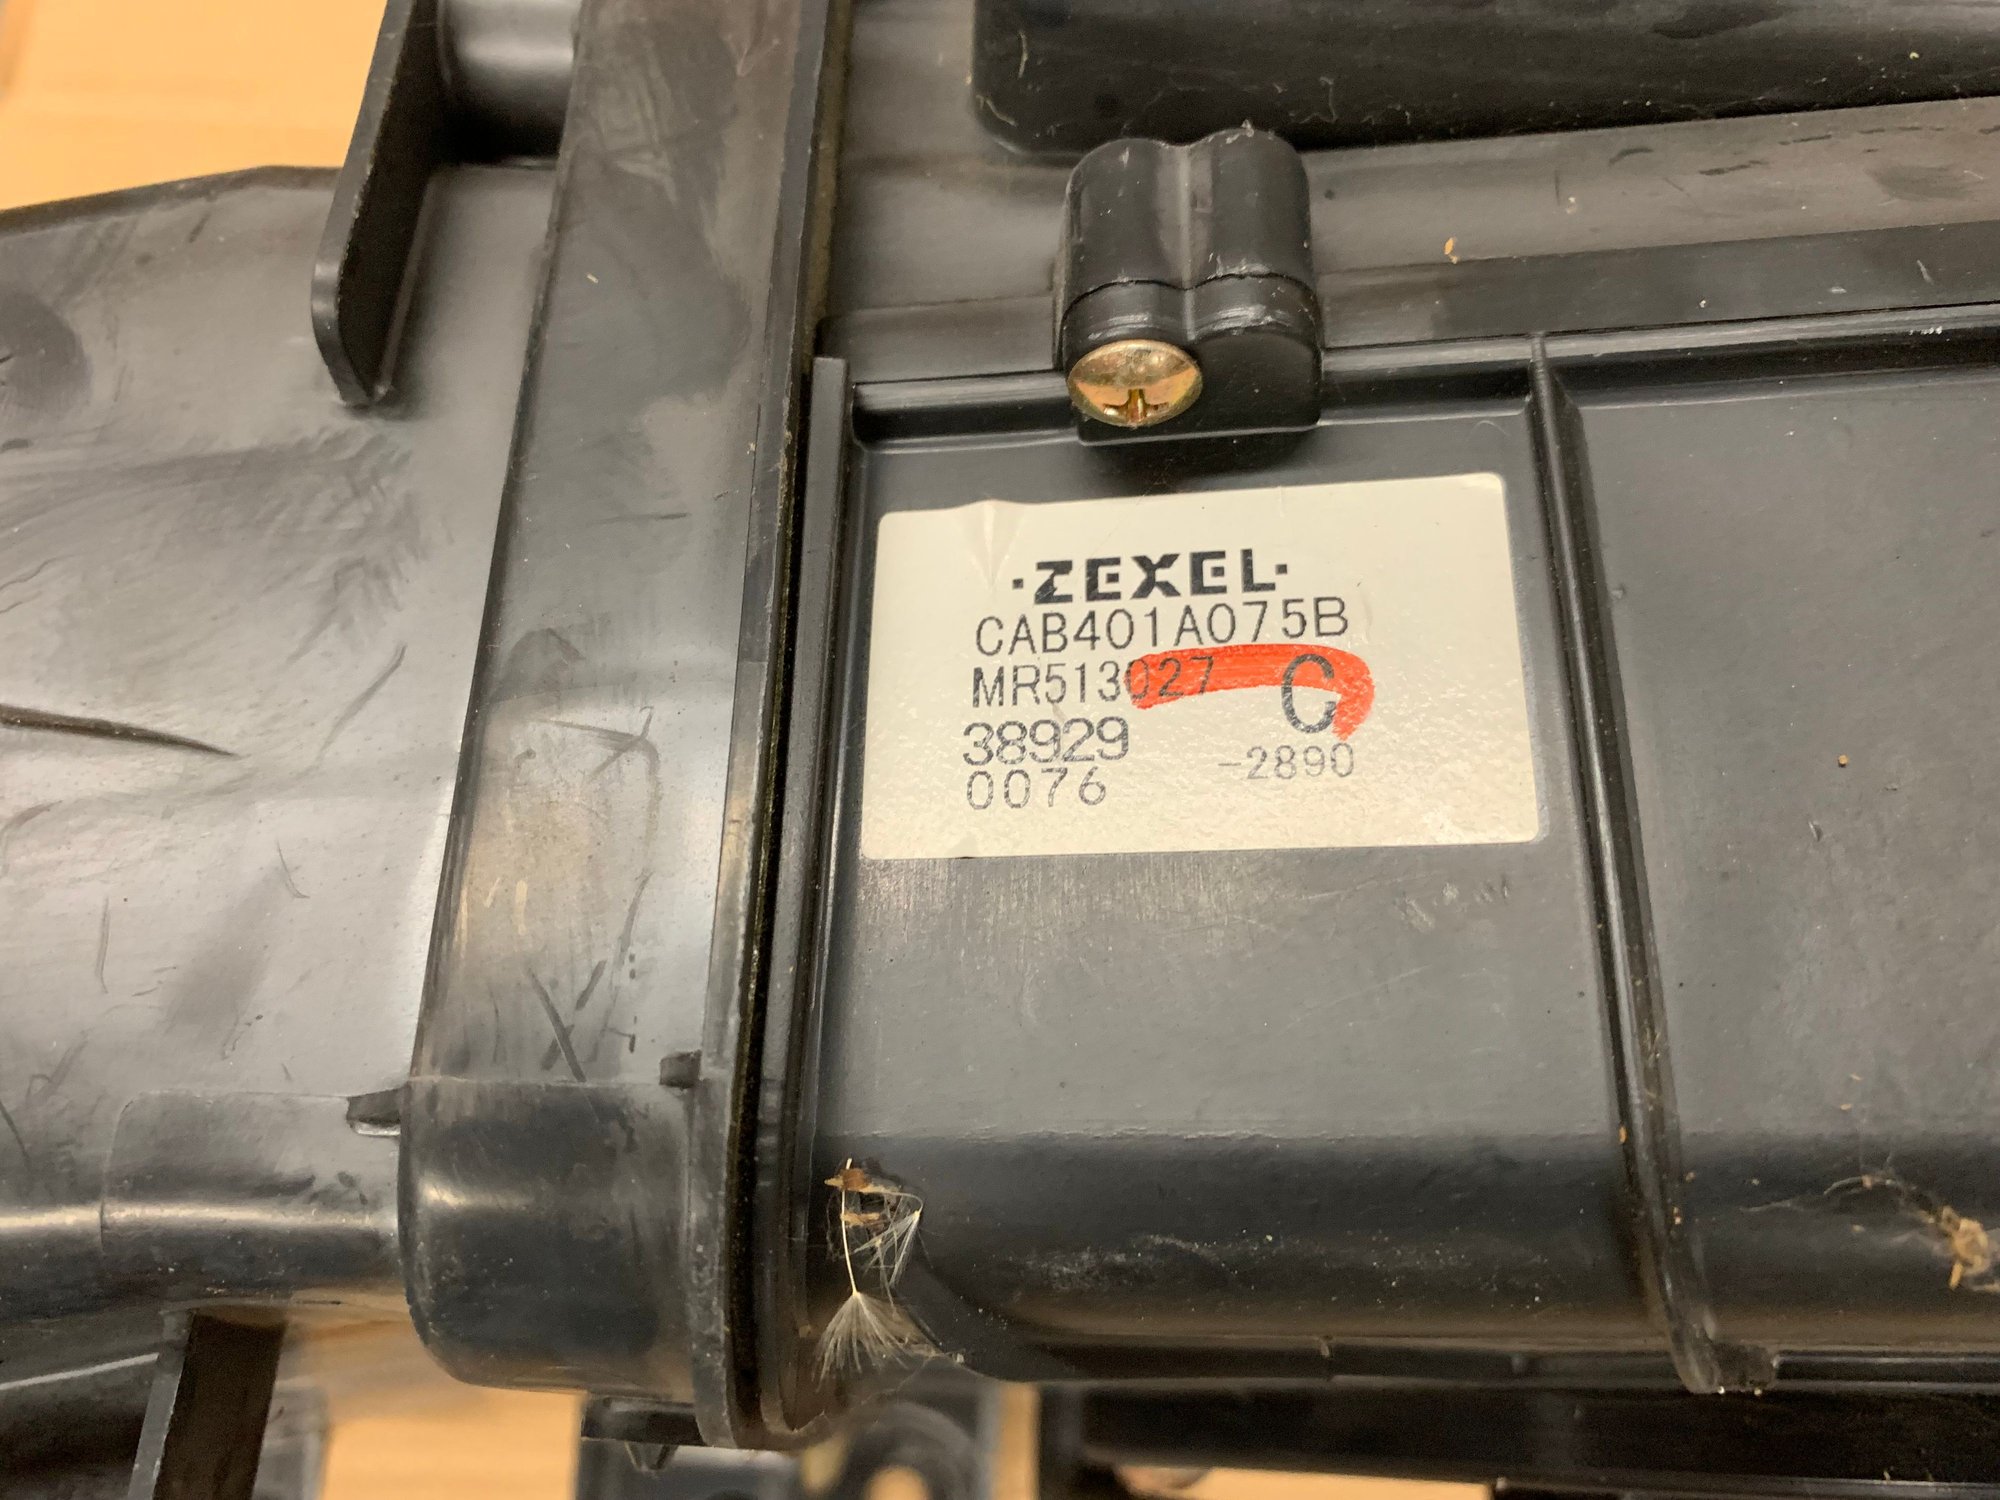 ·ZEXEL·
CAB401A075B
MR513027 C
38929
0076 -2890